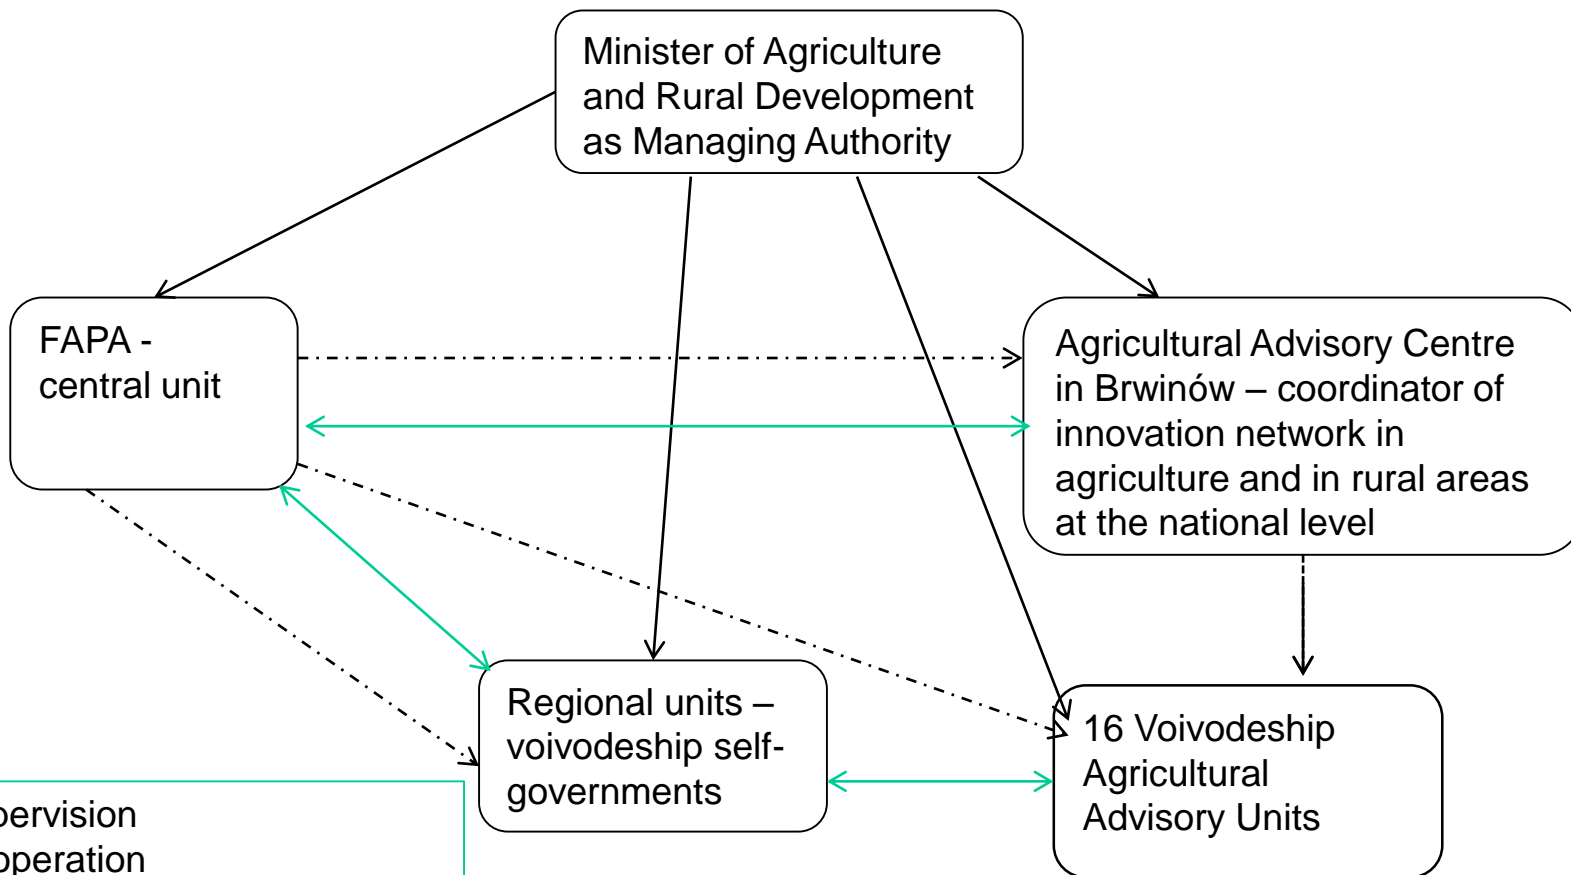 Minister of Agriculture
and Rural Development
as Managing Authority
FAPA -
central unit
Agricultural Advisory Centre
in Brwinów – coordinator of
innovation network in
agriculture and in rural areas
at the national level
Regional units –
voivodeship self-
governments
16 Voivodeship
Agricultural
Advisory Units
pervision
operation